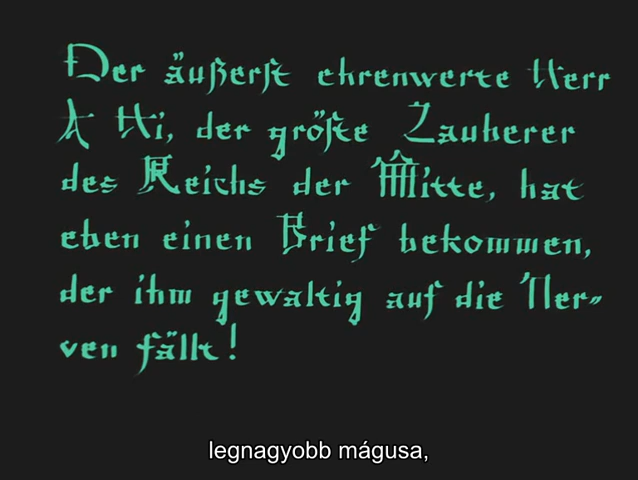 Der äußerst ehrenwerte Herr
A Hi, der größte Zauberer
des Reichs der Mitte, hat
eben einen Brief bekommen,
der ihm gewaltig auf die Ner-
ven fällt!
legnagyobb mágusa,